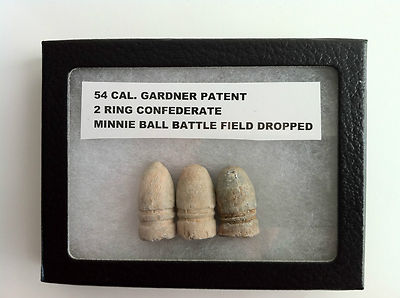 54 CAL. GARDNER PATENT
2 RING CONFEDERATE
MINNIE BALL BATTLE FIELD DROPPED